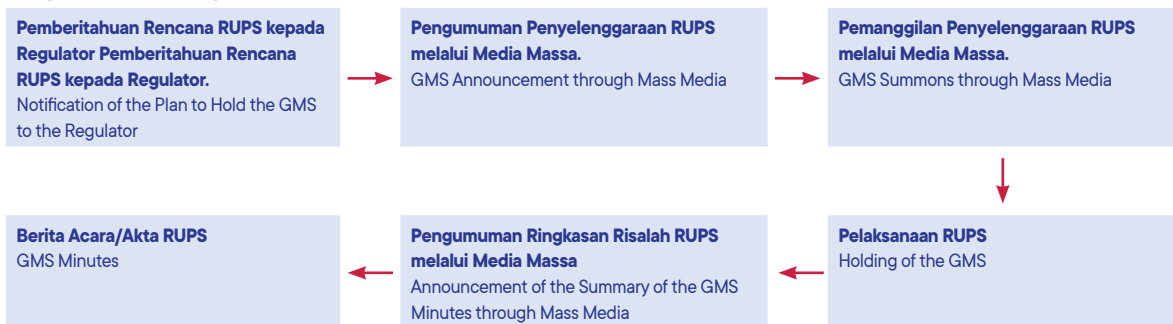 Pemberitahuan Rencana RUPS kepada
Regulator Pemberitahuan Rencana
RUPS kepada Regulator.
Notification of the Plan to Hold the GMS
to the Regulator
Pengumuman Penyelenggaraan RUPS
melalui Media Massa.
GMS Announcement through Mass Media
Pemanggilan Penyelenggaraan RUPS
melalui Media Massa.
GMS Summons through Mass Media
Pelaksanaan RUPS
Holding of the GMS
Pengumuman Ringkasan Risalah RUPS
melalui Media Massa
Announcement of the Summary of the GMS
Minutes through Mass Media
Berita Acara/Akta RUPS
GMS Minutes